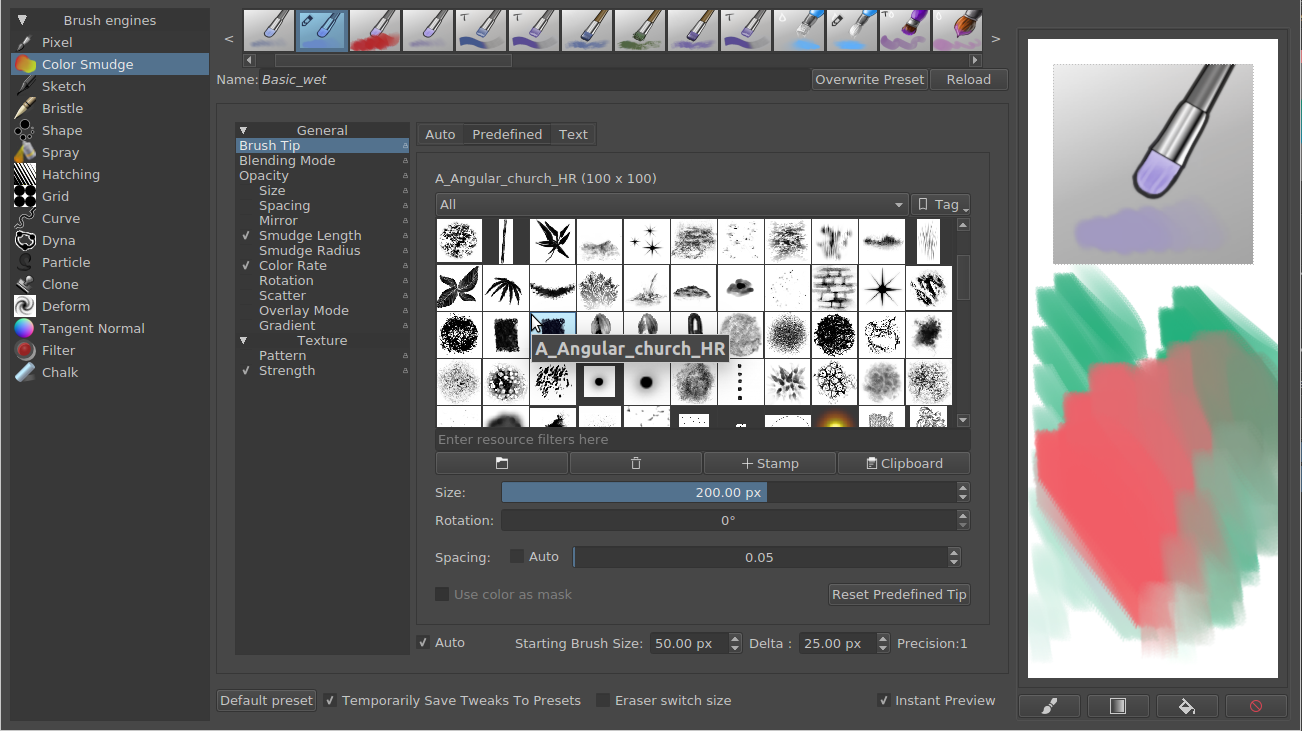 Brush engines
Pixel
Color Smudge
Sketch
Bristle
Shape
Spray
Hatching
Grid
Curve
Dyna
Particle
Clone
Deform
Tangent Normal
Filter
Chalk
< >
Name: Basic_wet Overwrite Preset Reload
General
Brush Tip
Blending Mode
Opacity
Size
Spacing
Mirror
Smudge Length
Smudge Radius
Color Rate
Rotation
Scatter
Overlay Mode
Gradient
Texture
Pattern
Strength
Auto Predefined Text
A_Angular_church_HR (100 x 100)
All Tag
A_Angular_church_HR
Enter resource filters here
+ Stamp Clipboard
Size: 200.00 px
Rotation: 0°
Spacing: Auto 0.05
Use color as mask Reset Predefined Tip
Auto Starting Brush Size: 50.00 px Delta : 25.00 px Precision:1
Default preset Temporarily Save Tweaks To Presets Eraser switch size Instant Preview